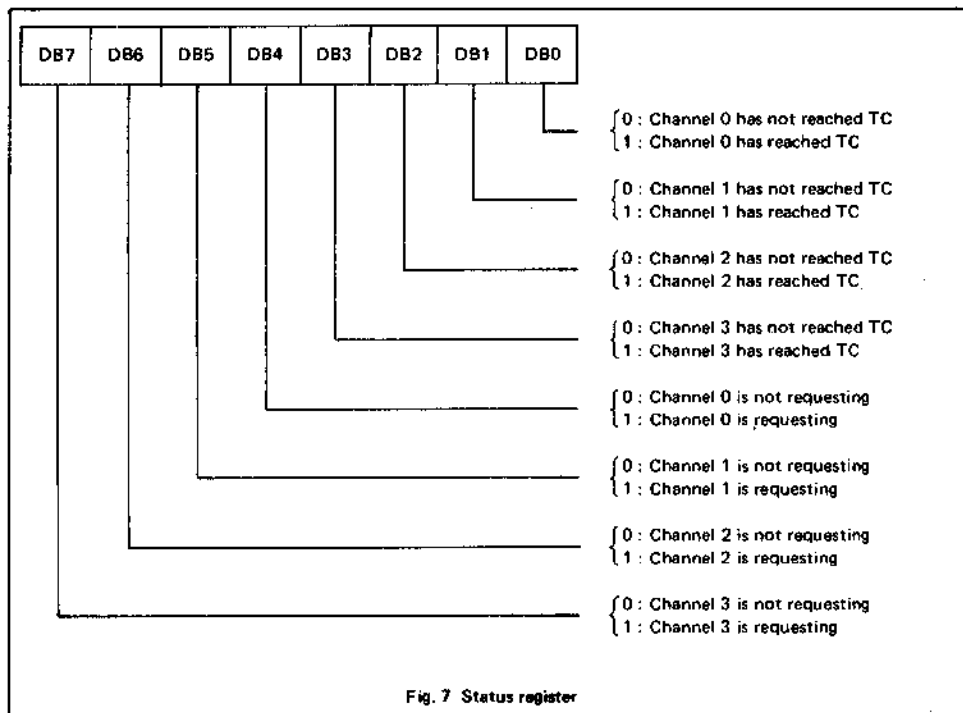 DB7 DB6 DB5 DB4 DB3 DB2 DB1 DB0
0 : Channel 0 has not reached TC
1 : Channel 0 has reached TC
0 : Channel 1 has not reached TC
1 : Channel 1 has reached TC
0 : Channel 2 has not reached TC
1 : Channel 2 has reached TC
0 : Channel 3 has not reached TC
1 : Channel 3 has reached TC
0 : Channel 0 is not requesting
1 : Channel 0 is requesting
0 : Channel 1 is not requesting
1 : Channel 1 is requesting
0 : Channel 2 is not requesting
1 : Channel 2 is requesting
0 : Channel 3 is not requesting
1 : Channel 3 is requesting
Fig. 7 Status register